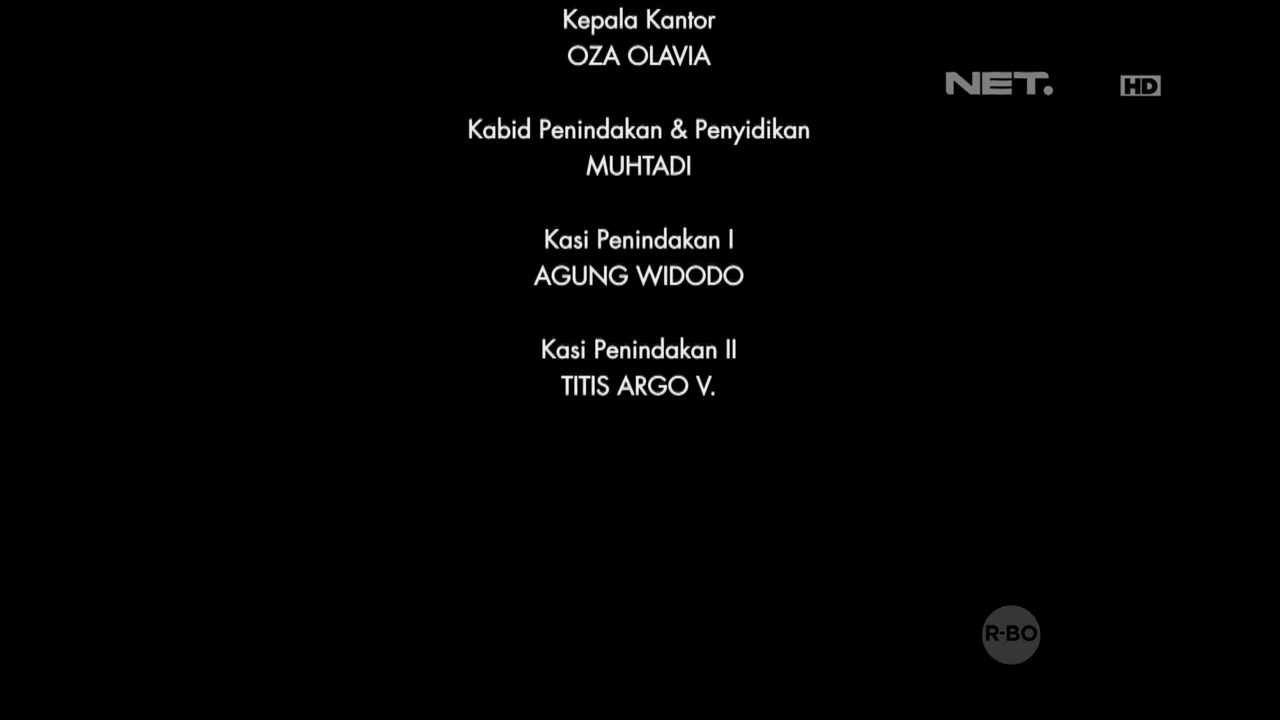 Kepala Kantor
OZA OLAVIA
NET.
HD
Kabid Penindakan & Penyidikan
MUHTADI
Kasi Penindakan I
AGUNG WIDODO
Kasi Penindakan II
TITIS ARGO V.
R-BO